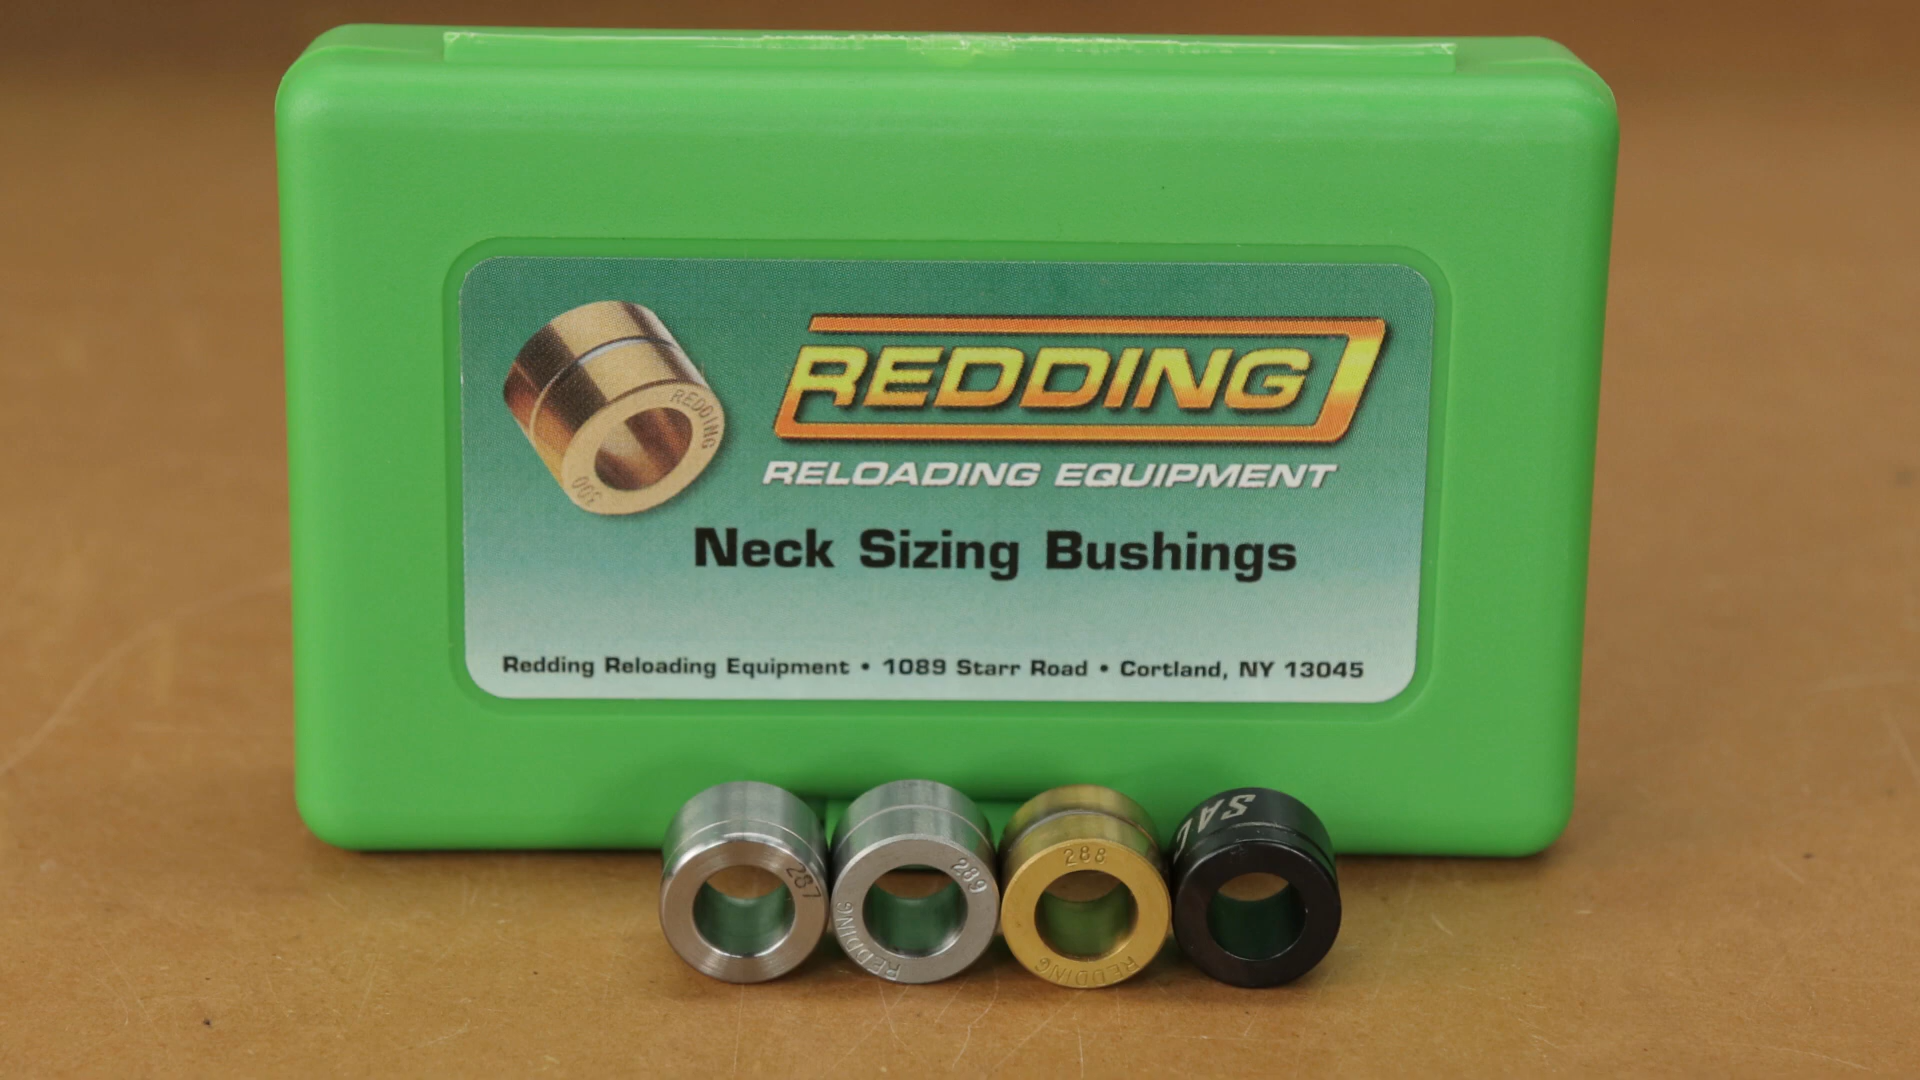 REDDING
300
REDDING
RELOADING EQUIPMENT
Neck Sizing Bushings
Redding Reloading Equipment • 1089 Starr Road • Cortland, NY 13045
287
289
REDDING
288
REDDING
SAC